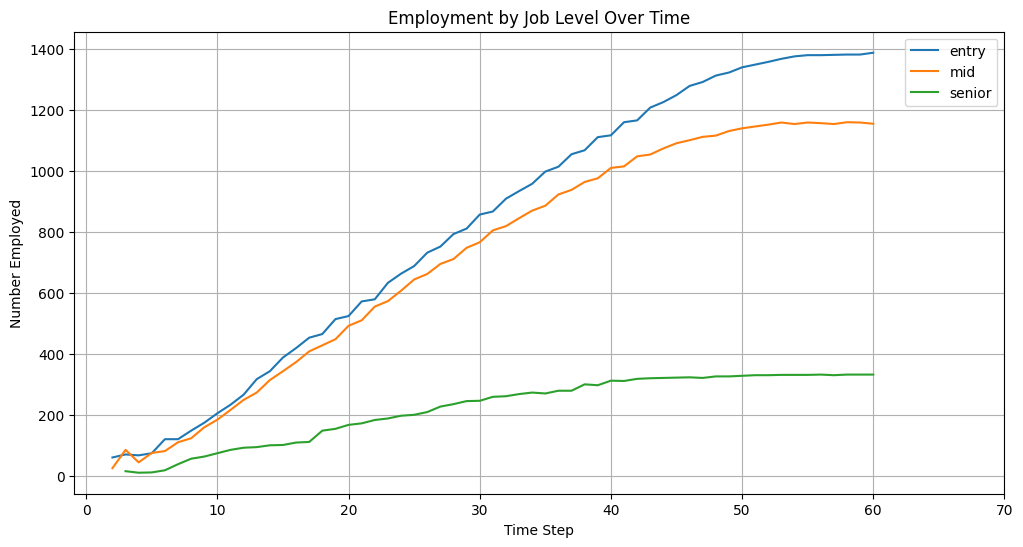 Employment by Job Level Over Time
entry
mid
senior
1400
1200
1000
800
600
400
200
0
Number Employed
0 10 20 30 40 50 60 70
Time Step